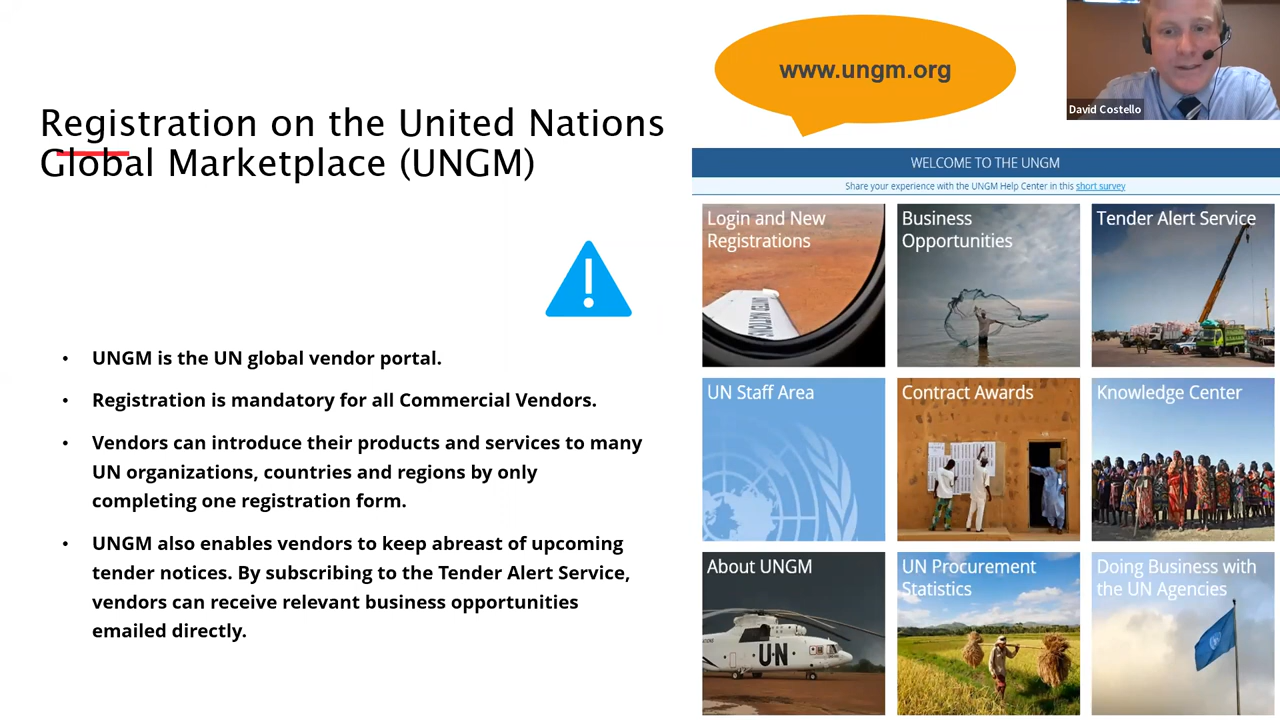 www.ungm.org
David Costello
Registration on the United Nations
Global Marketplace (UNGM)
• UNGM is the UN global vendor portal.
• Registration is mandatory for all Commercial Vendors.
• Vendors can introduce their products and services to many
UN organizations, countries and regions by only
completing one registration form.
• UNGM also enables vendors to keep abreast of upcoming
tender notices. By subscribing to the Tender Alert Service,
vendors can receive relevant business opportunities
emailed directly.
WELCOME TO THE UNGM
Share your experience with the UNGM Help Center in this short survey
Login and New
Registrations
UNITED NATIONS
Business
Opportunities
Tender Alert Service
UN Staff Area
Contract Awards
Knowledge Center
About UNGM
UN
UN Procurement
Statistics
Doing Business with
the UN Agencies